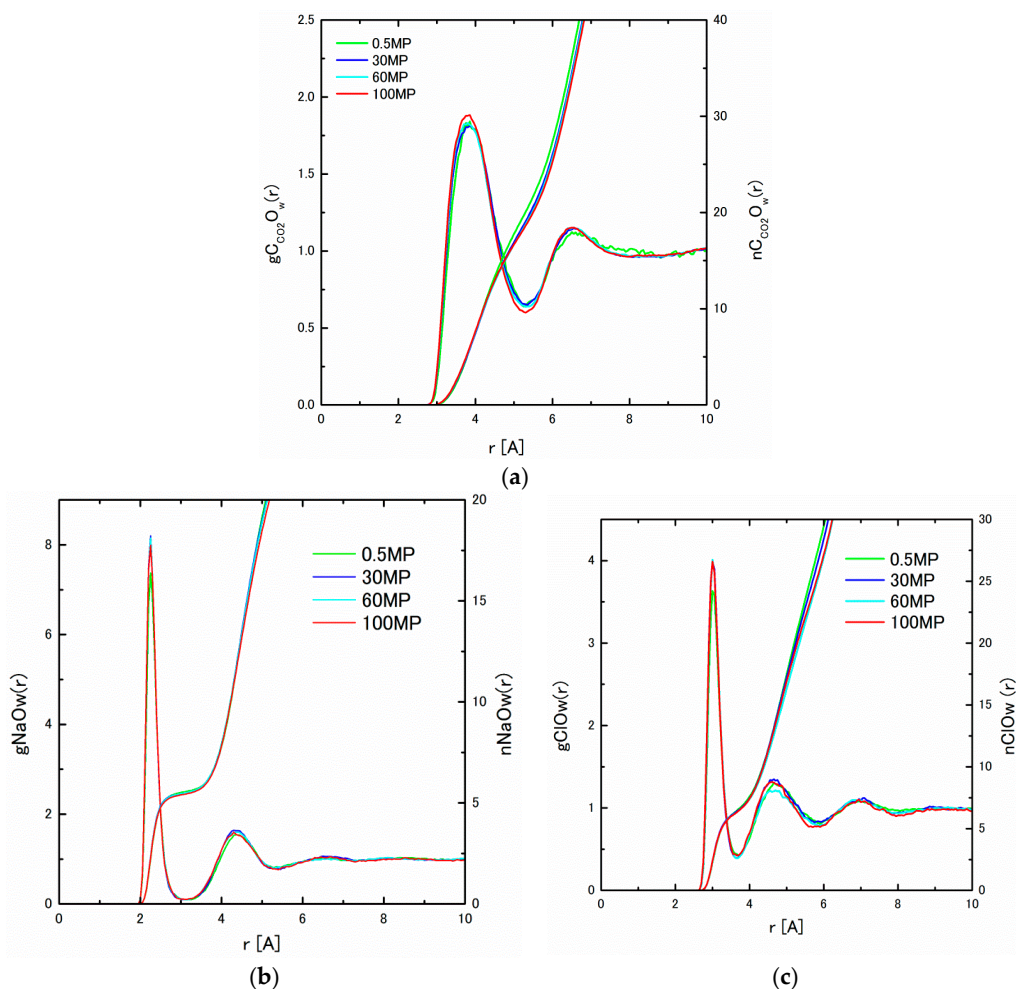 2.5
2.0
1.5
1.0
0.5
0.0
gC_CO2O_w(r)
0.5MP
30MP
60MP
100MP
40
30
20
10
0
nC_CO2O_w(r)
0 2 4 6 8 10
r [A]
(a)
8
6
4
2
0
gNaOw(r)
0.5MP
30MP
60MP
100MP
20
15
10
5
0
nNaOw(r)
0 2 4 6 8 10
r [A]
(b)
4
3
2
1
0
gClOw(r)
0.5MP
30MP
60MP
100MP
30
25
20
15
10
5
0
nClOw (r)
0 2 4 6 8 10
r [A]
(c)